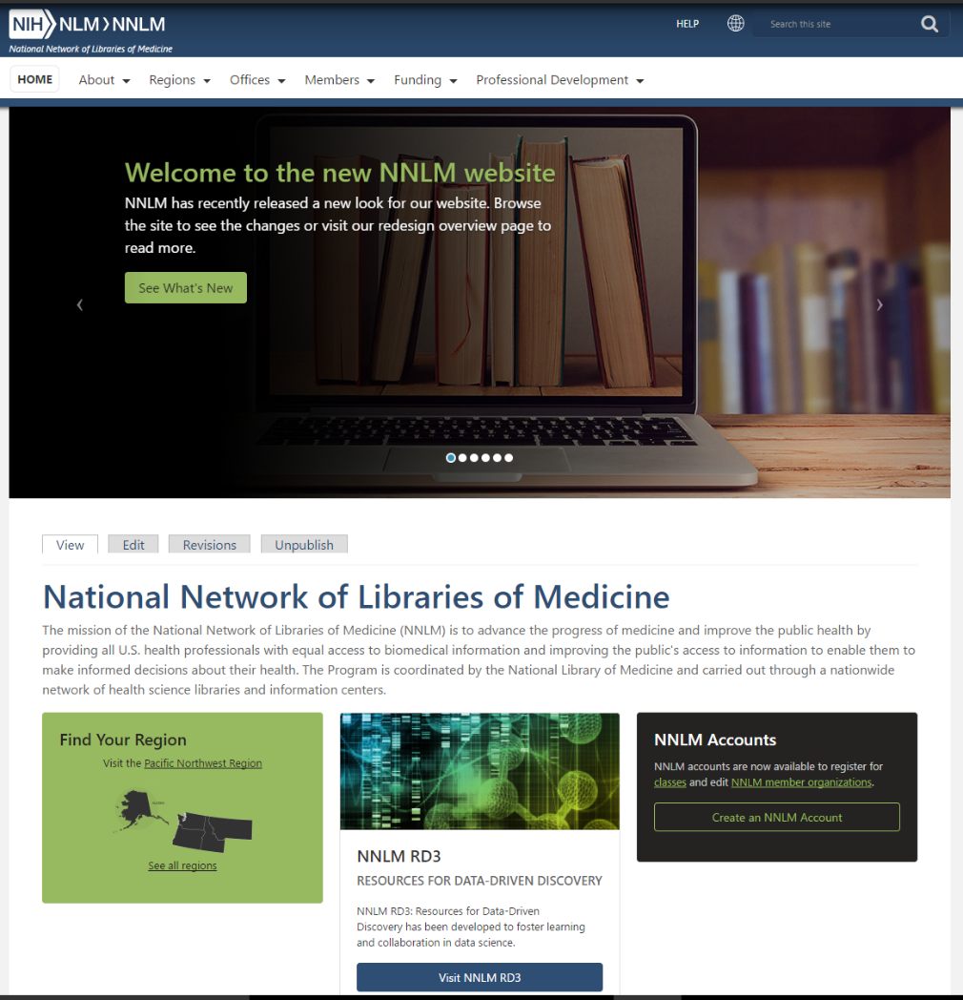 NIH NLM NNLM
National Network of Libraries of Medicine
HELP
Search this site
HOME About Regions Offices Members Funding Professional Development
Welcome to the new NNLM website
NNLM has recently released a new look for our website. Browse
the site to see the changes or visit our redesign overview page to
read more.
See What's New
View Edit Revisions Unpublish
National Network of Libraries of Medicine
The mission of the National Network of Libraries of Medicine (NNLM) is to advance the progress of medicine and improve the public health by
providing all U.S. health professionals with equal access to biomedical information and improving the public's access to information to enable them to
make informed decisions about their health. The Program is coordinated by the National Library of Medicine and carried out through a nationwide
network of health science libraries and information centers.
Find Your Region
Visit the Pacific Northwest Region
See all regions
NNLM RD3
RESOURCES FOR DATA-DRIVEN DISCOVERY
NNLM RD3: Resources for Data-Driven
Discovery has been developed to foster learning
and collaboration in data science.
Visit NNLM RD3
NNLM Accounts
NNLM accounts are now available to register for
classes and edit NNLM member organizations.
Create an NNLM Account